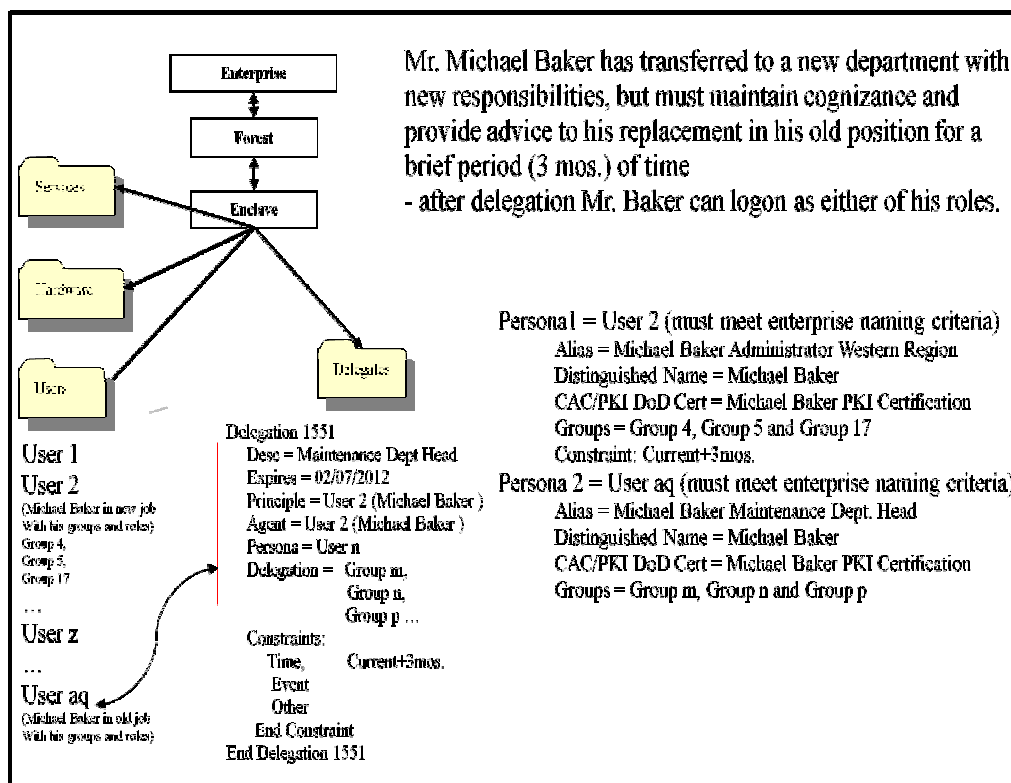 Enterprise
Forest
Enclave
Services
Hardware
Users
Delegates
Mr. Michael Baker has transferred to a new department with
new responsibilities, but must maintain cognizance and
provide advice to his replacement in his old position for a
brief period (3 mos.) of time
- after delegation Mr. Baker can logon as either of his roles.
User 1
User 2
(Michael Baker in new job
With his groups and roles)
Group 4,
Group 5,
Group 17
...
User z
...
User aq
(Michael Baker in old job
With his groups and roles)
Delegation 1551
Desc = Maintenance Dept Head
Expires = 02/07/2012
Principle = User 2 (Michael Baker )
Agent = User 2 (Michael Baker )
Persona = User n
Delegation = Group m,
Group n,
Group p ...
Constraints:
Time, Current+3mos.
Event
Other
End Constraint
End Delegation 1551
Persona1 = User 2 (must meet enterprise naming criteria)
Alias = Michael Baker Administrator Western Region
Distinguished Name = Michael Baker
CAC/PKI DoD Cert = Michael Baker PKI Certification
Groups = Group 4, Group 5 and Group 17
Constraint: Current+3mos.
Persona 2 = User aq (must meet enterprise naming criteria)
Alias = Michael Baker Maintenance Dept. Head
Distinguished Name = Michael Baker
CAC/PKI DoD Cert = Michael Baker PKI Certification
Groups = Group m, Group n and Group p